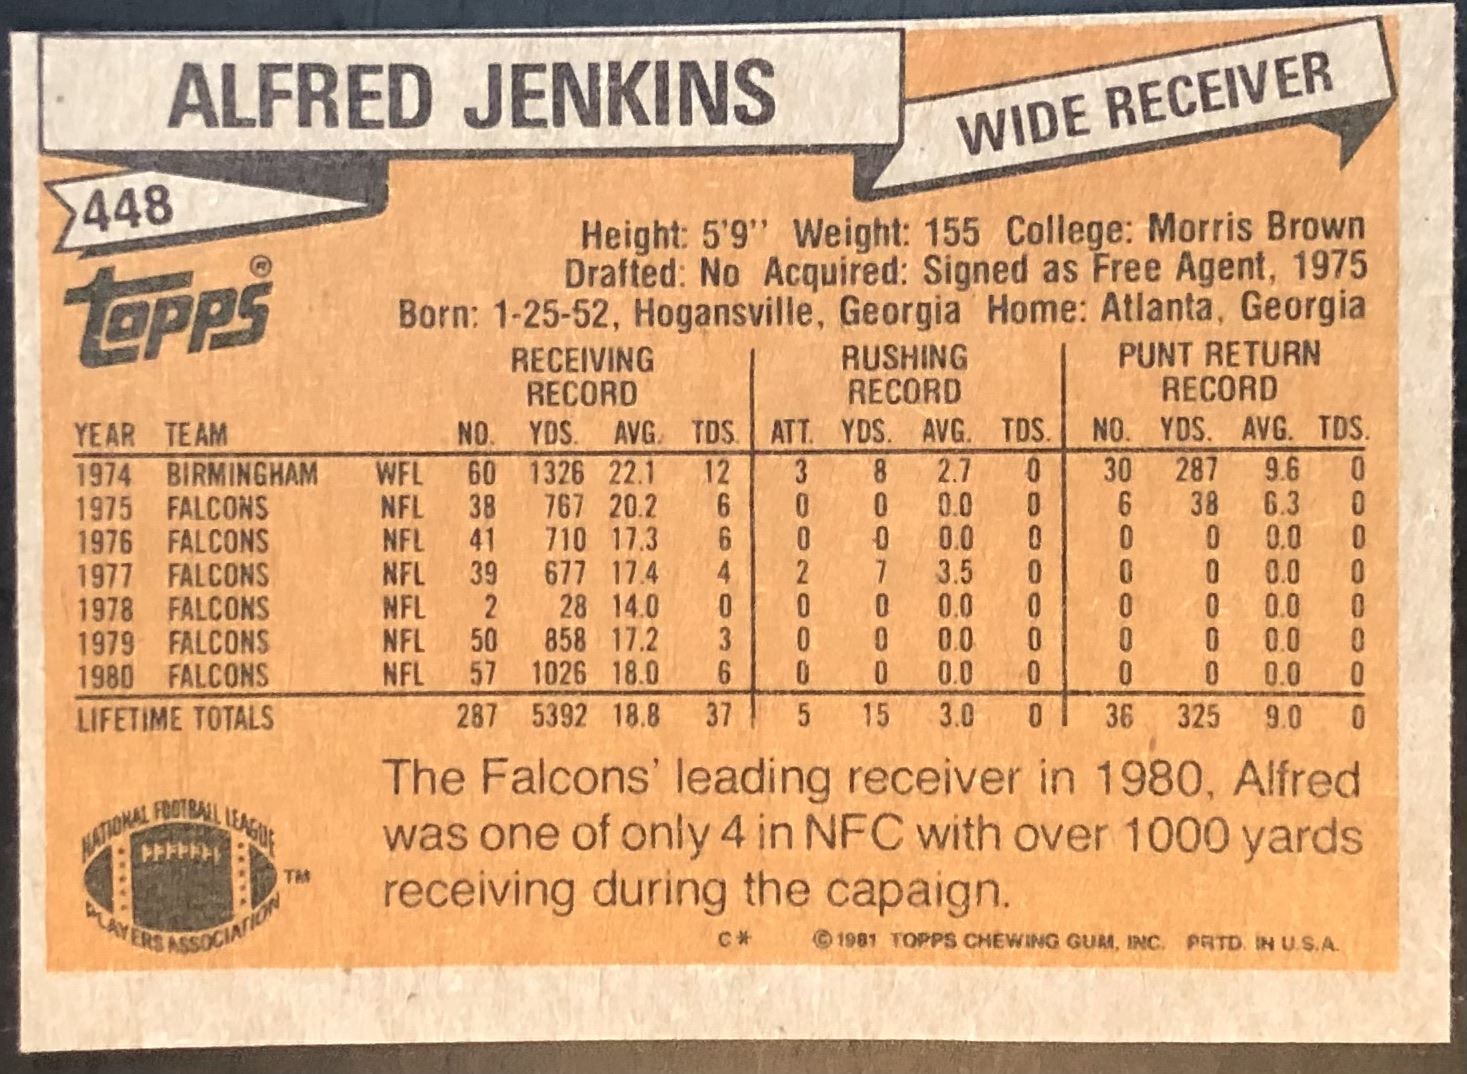 ALFRED JENKINS
WIDE RECEIVER
448
topps®
Height: 5'9'' Weight: 155 College: Morris Brown
Drafted: No Acquired: Signed as Free Agent, 1975
Born: 1-25-52, Hogansville, Georgia Home: Atlanta, Georgia
RECEIVING RECORD RUSHING RECORD PUNT RETURN RECORD
YEAR TEAM NO. YDS. AVG. TDS. ATT. YDS. AVG. TDS. NO. YDS. AVG. TDS.
1974 BIRMINGHAM WFL 60 1326 22.1 12 3 8 2.7 0 30 287 9.6 0
1975 FALCONS NFL 38 767 20.2 6 0 0 0.0 0 6 38 6.3 0
1976 FALCONS NFL 41 710 17.3 6 0 0 0.0 0 0 0 0.0 0
1977 FALCONS NFL 39 677 17.4 4 2 7 3.5 0 0 0 0.0 0
1978 FALCONS NFL 2 28 14.0 0 0 0 0.0 0 0 0 0.0 0
1979 FALCONS NFL 50 858 17.2 3 0 0 0.0 0 0 0 0.0 0
1980 FALCONS NFL 57 1026 18.0 6 0 0 0.0 0 0 0 0.0 0
LIFETIME TOTALS 287 5392 18.8 37 5 15 3.0 0 36 325 9.0 0
The Falcons' leading receiver in 1980, Alfred
was one of only 4 in NFC with over 1000 yards
receiving during the capaign.
NATIONAL FOOTBALL LEAGUE
PLAYERS ASSOCIATION
TM
C* ©1981 TOPPS CHEWING GUM, INC. PRTD. IN U.S.A.